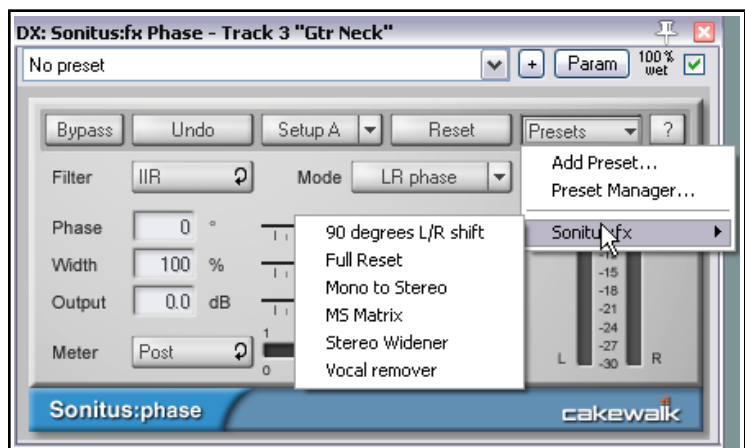 DX: Sonitus:fx Phase - Track 3 "Gtr Neck"
No preset + Param 100 % wet
Bypass Undo Setup A Reset Presets ?
Add Preset...
Preset Manager...
Sonitus:fx
Filter IIR Mode LR phase
Phase 0 °
Width 100 %
Output 0.0 dB
Meter Post 1 0
90 degrees L/R shift
Full Reset
Mono to Stereo
MS Matrix
Stereo Widener
Vocal remover
-15
-18
-21
-24
-27
L -30 R
Sonitus:phase cakewalk